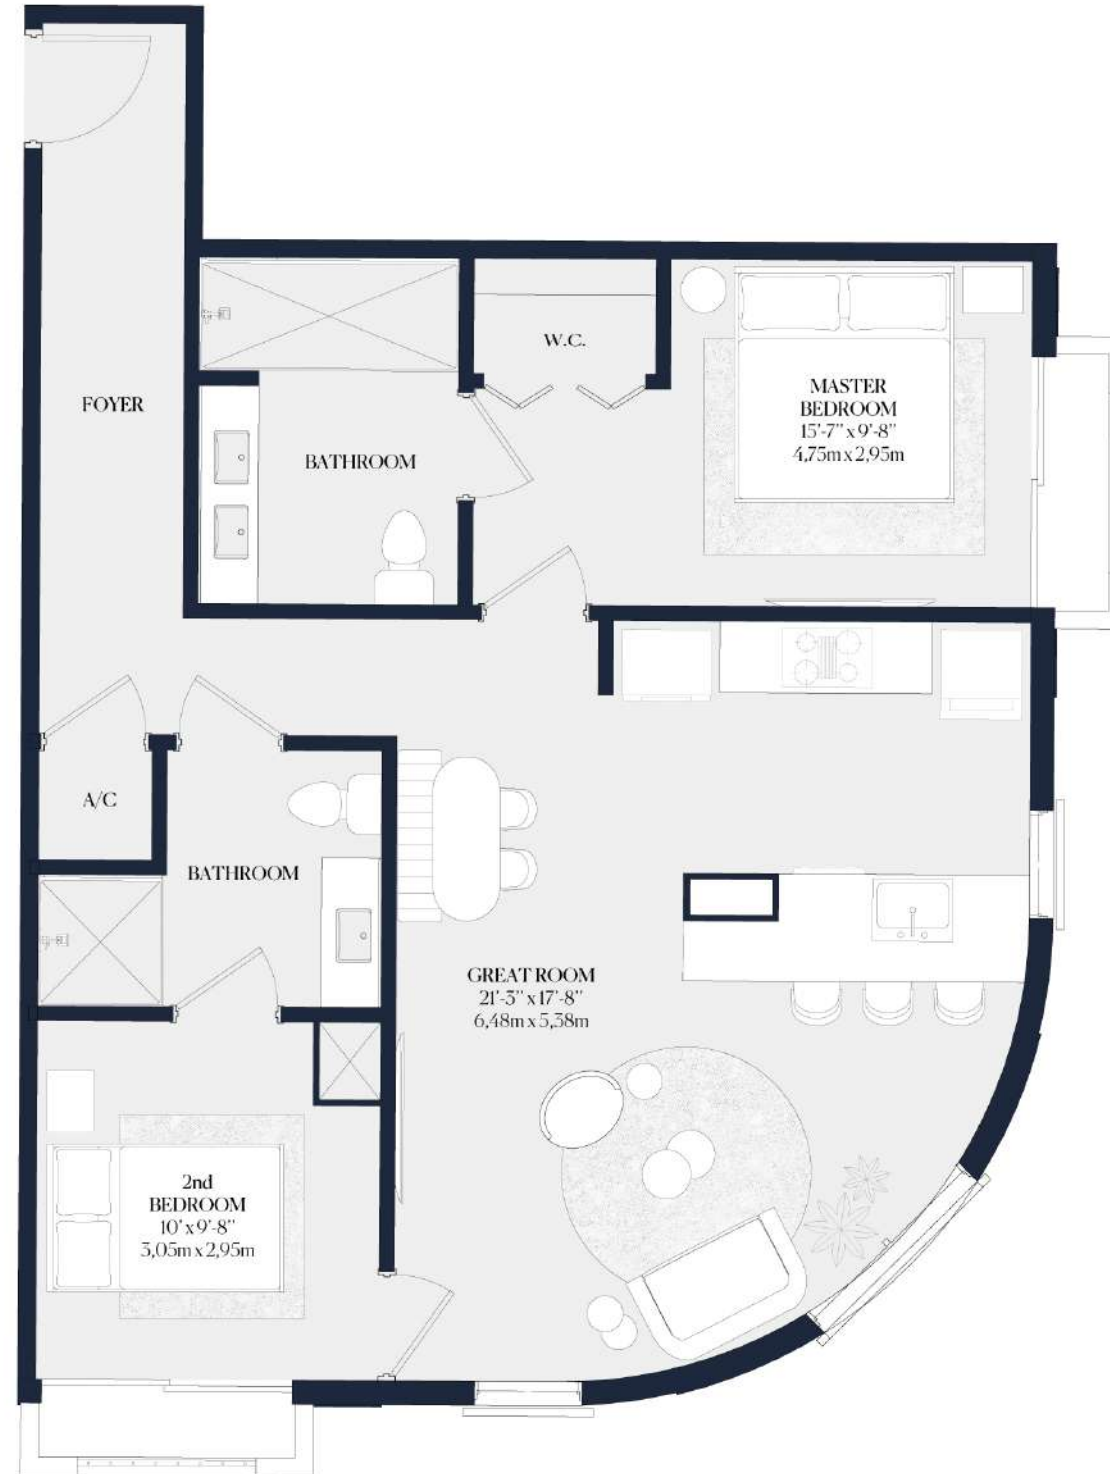 W.C.
MASTER
BEDROOM
15'-7" x 9'-8"
4,75m x 2,95m
FOYER
BATHROOM
A/C
BATHROOM
GREAT ROOM
21'-3" x 17'-8"
6,48m x 5,38m
2nd
BEDROOM
10' x 9'-8"
3,05m x 2,95m